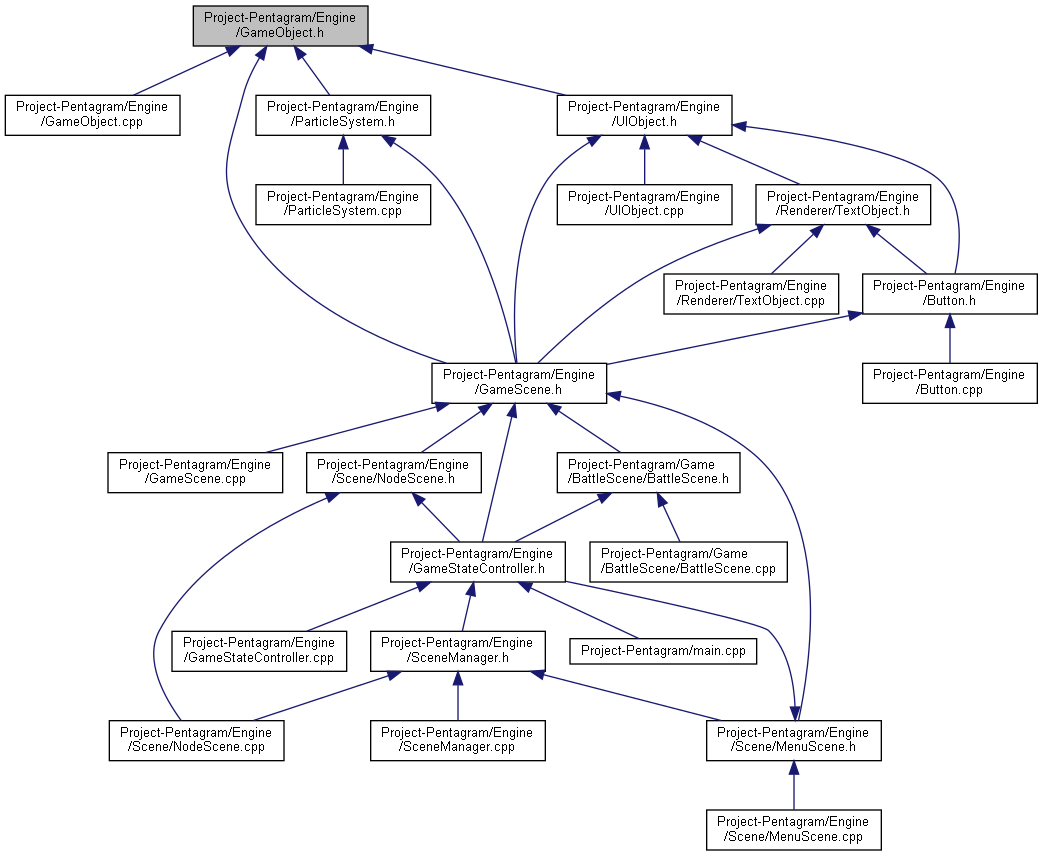 Project-Pentagram/Engine
/GameObject.h
Project-Pentagram/Engine
/GameObject.cpp
Project-Pentagram/Engine
/ParticleSystem.h
Project-Pentagram/Engine
/UIObject.h
Project-Pentagram/Engine
/ParticleSystem.cpp
Project-Pentagram/Engine
/UIObject.cpp
Project-Pentagram/Engine
/Renderer/TextObject.h
Project-Pentagram/Engine
/Renderer/TextObject.cpp
Project-Pentagram/Engine
/Button.h
Project-Pentagram/Engine
/GameScene.h
Project-Pentagram/Engine
/Button.cpp
Project-Pentagram/Engine
/GameScene.cpp
Project-Pentagram/Engine
/Scene/NodeScene.h
Project-Pentagram/Game
/BattleScene/BattleScene.h
Project-Pentagram/Engine
/GameStateController.h
Project-Pentagram/Game
/BattleScene/BattleScene.cpp
Project-Pentagram/Engine
/GameStateController.cpp
Project-Pentagram/Engine
/SceneManager.h
Project-Pentagram/main.cpp
Project-Pentagram/Engine
/Scene/NodeScene.cpp
Project-Pentagram/Engine
/SceneManager.cpp
Project-Pentagram/Engine
/Scene/MenuScene.h
Project-Pentagram/Engine
/Scene/MenuScene.cpp